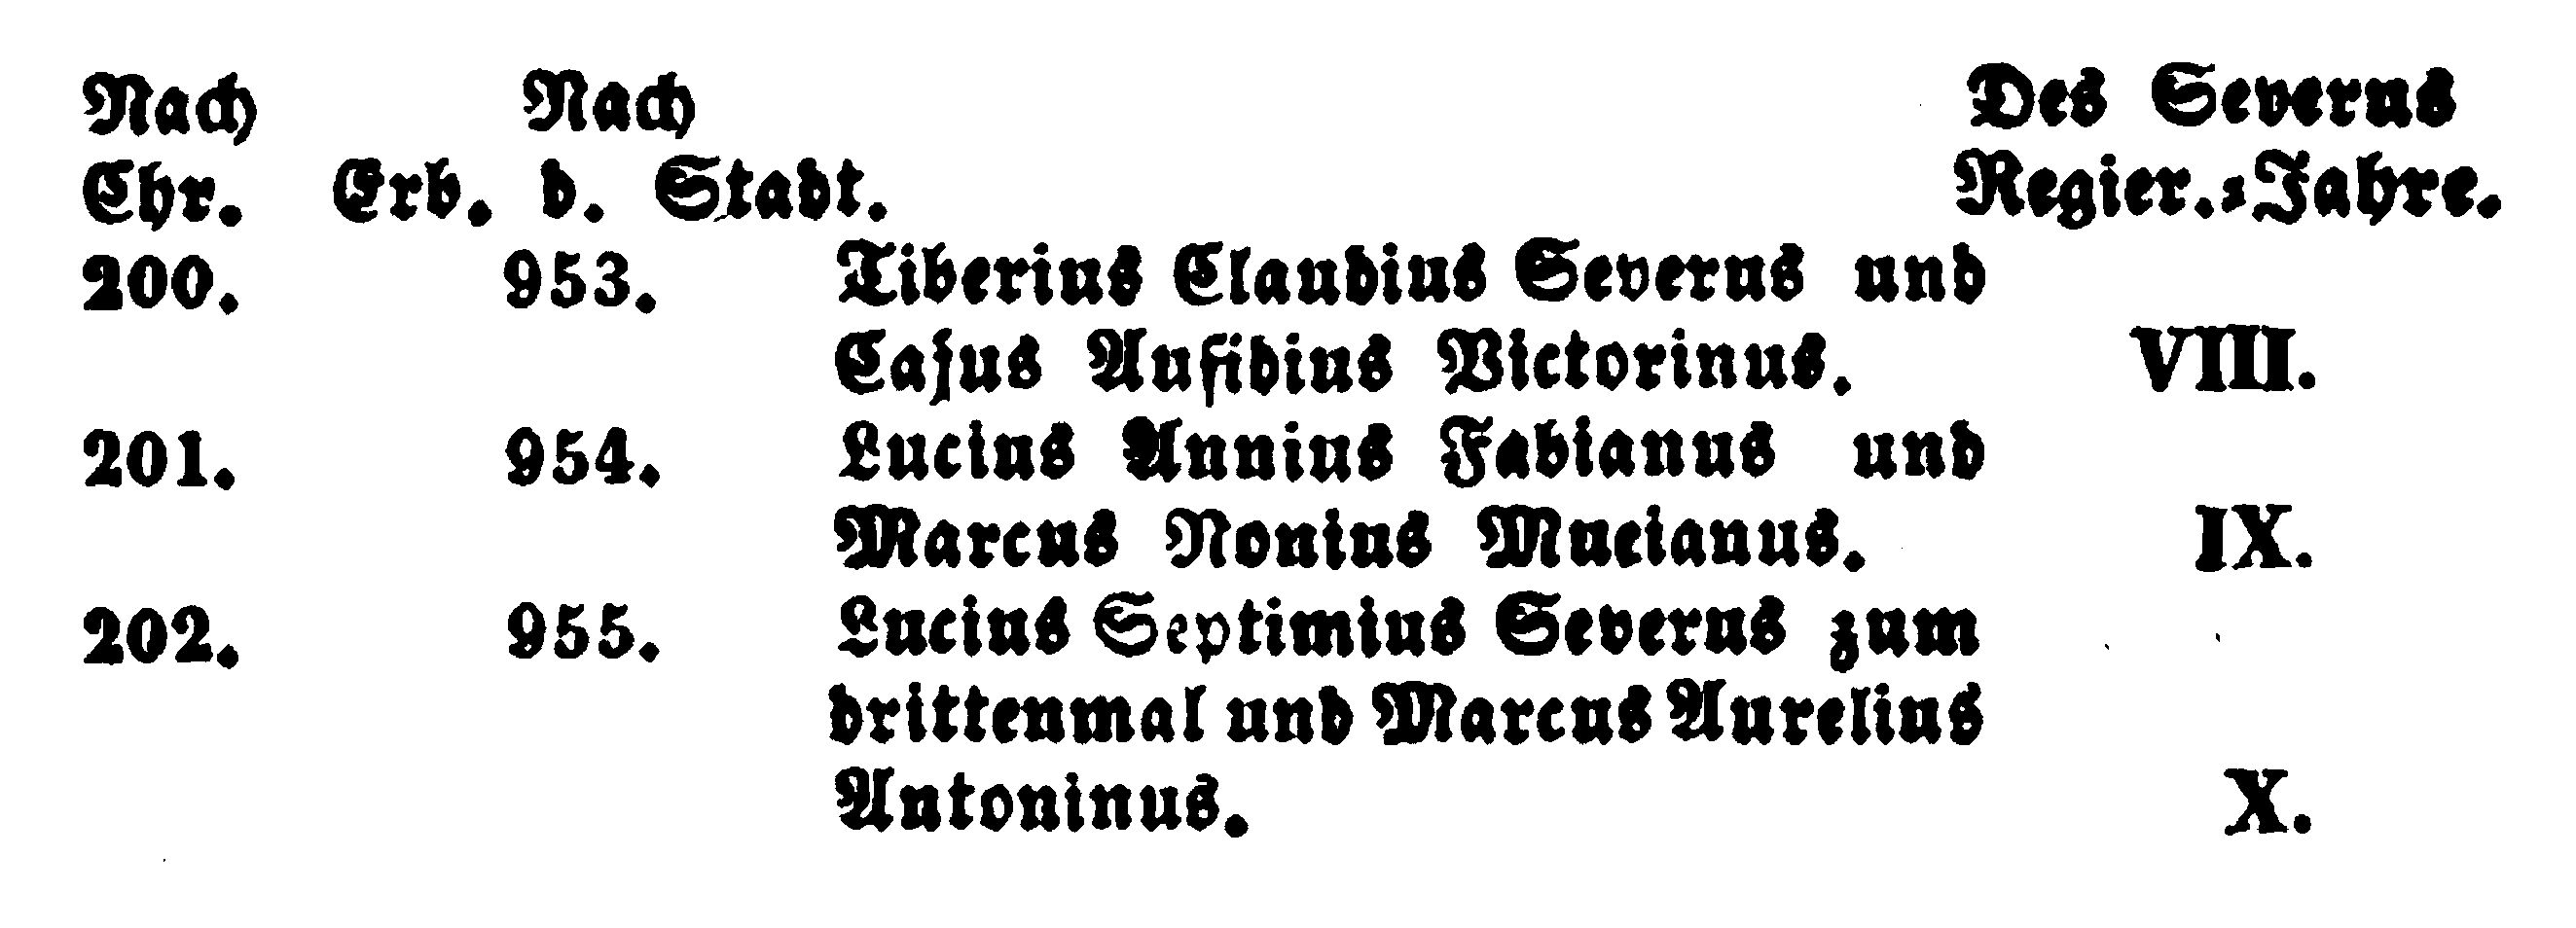 Nach Nach Des Severus
Chr. Erb. d. Stadt. Regier.⸗Jahre.
200. 953. Tiberius Claudius Severus und
Cajus Aufidius Victorinus. VIII.
201. 954. Lucius Annius Fabianus und
Marcus Nonius Mucianus. IX.
202. 955. Lucius Septimius Severus zum
drittenmal und Marcus Aurelius
Antoninus. X.